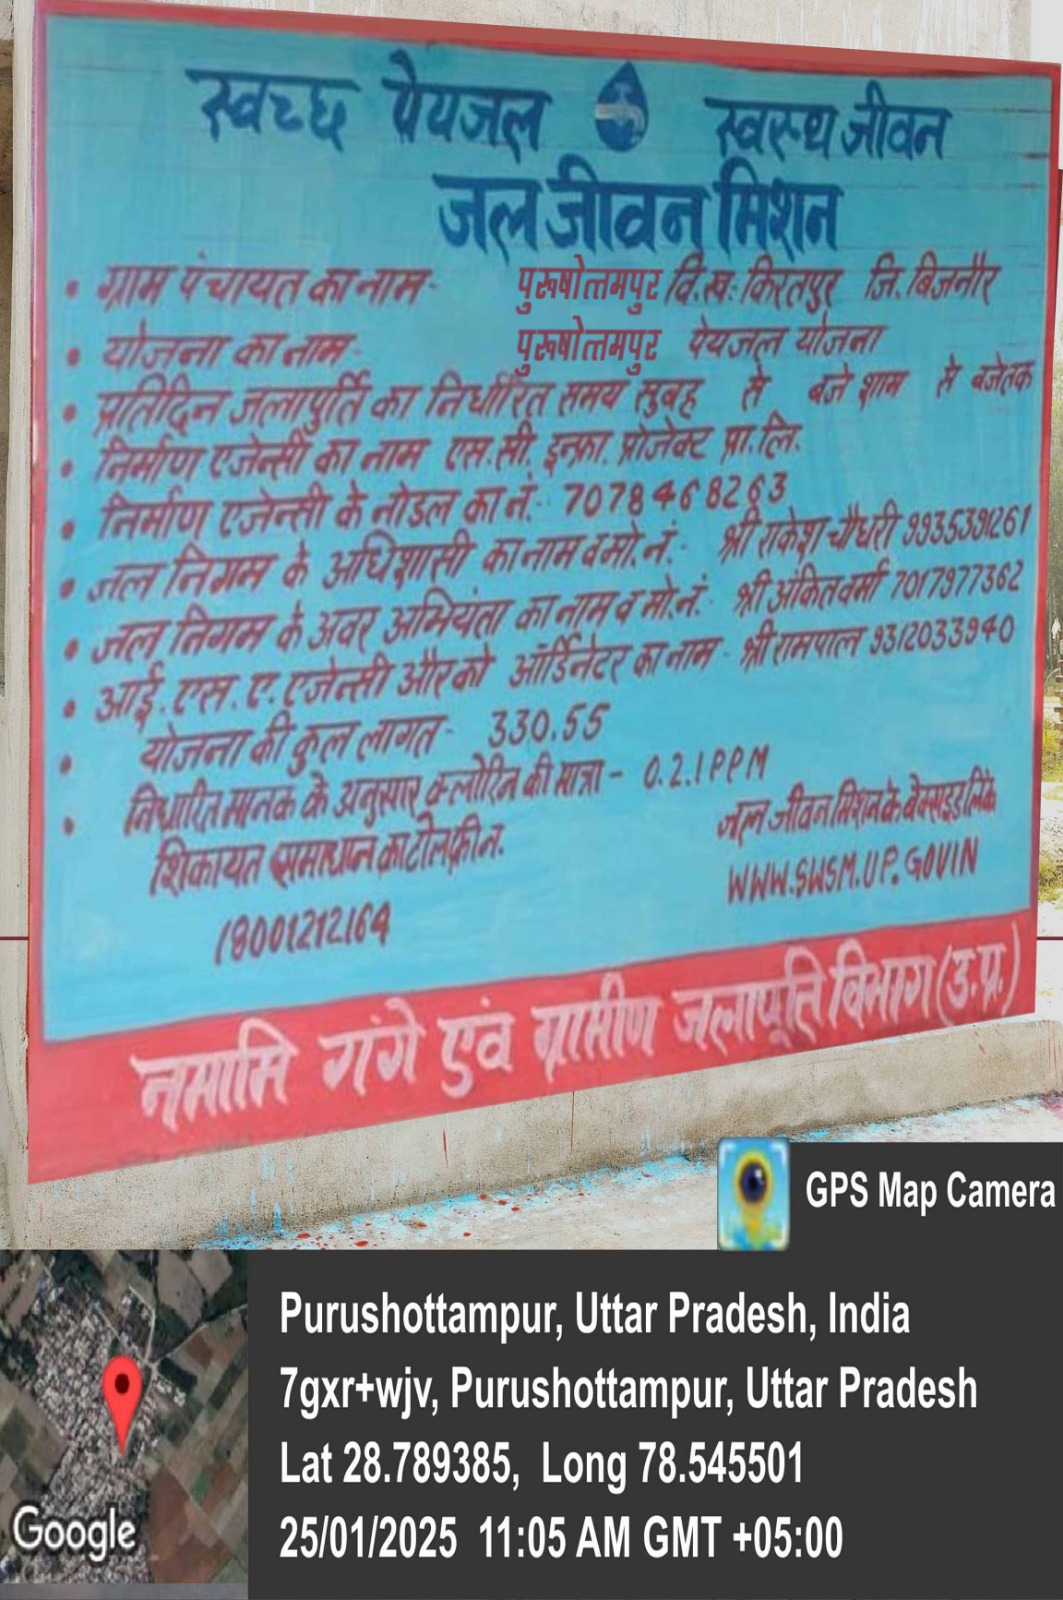 स्वच्छ पेयजल स्वस्थ जीवन
जल जीवन मिशन
• ग्राम पंचायत का नाम- पुरूषोत्तमपुर वि.ख: किरतपुर जि. बिजनौर
• योजना का नाम- पुरूषोत्तमपुर पेयजल योजना
• प्रतिदिन जलापुर्ति का निर्धारित समय सुबह से बजे शाम से बजेतक
• निर्माण एजेन्सी का नाम एस.सी. इन्फ्रा. प्रोजेक्ट प्रा.लि.
• निर्माण एजेन्सी के नोडल का नं.- 7078468263
• जल निगम के अधिशासी का नाम व मो.नं.- श्री राकेश चौधरी 9935391261
• जल निगम के अवर अभियंता का नाम व मो.नं.- श्री अंकित वर्मा 7017977362
• आई.एस.ए.एजेन्सी और को ऑर्डिनेटर का नाम- श्री रामपाल 9312033940
• योजना की कुल लागत- 330.55
• निर्धारित मानक के अनुसार क्लोरिन की मात्रा- 0.2.1PPM
शिकायत समाधान का टोलफ्री न.
18001212164
जल जीवन मिशन के वेक्साइड लिंक
WWW.SWSM.UP.GOVIN
नमामि गंगे एवं ग्रामीण जलापूर्ति विभाग (उ.प्र.)
GPS Map Camera
Google
Purushottampur, Uttar Pradesh, India
7gxr+wjv, Purushottampur, Uttar Pradesh
Lat 28.789385, Long 78.545501
25/01/2025 11:05 AM GMT +05:00